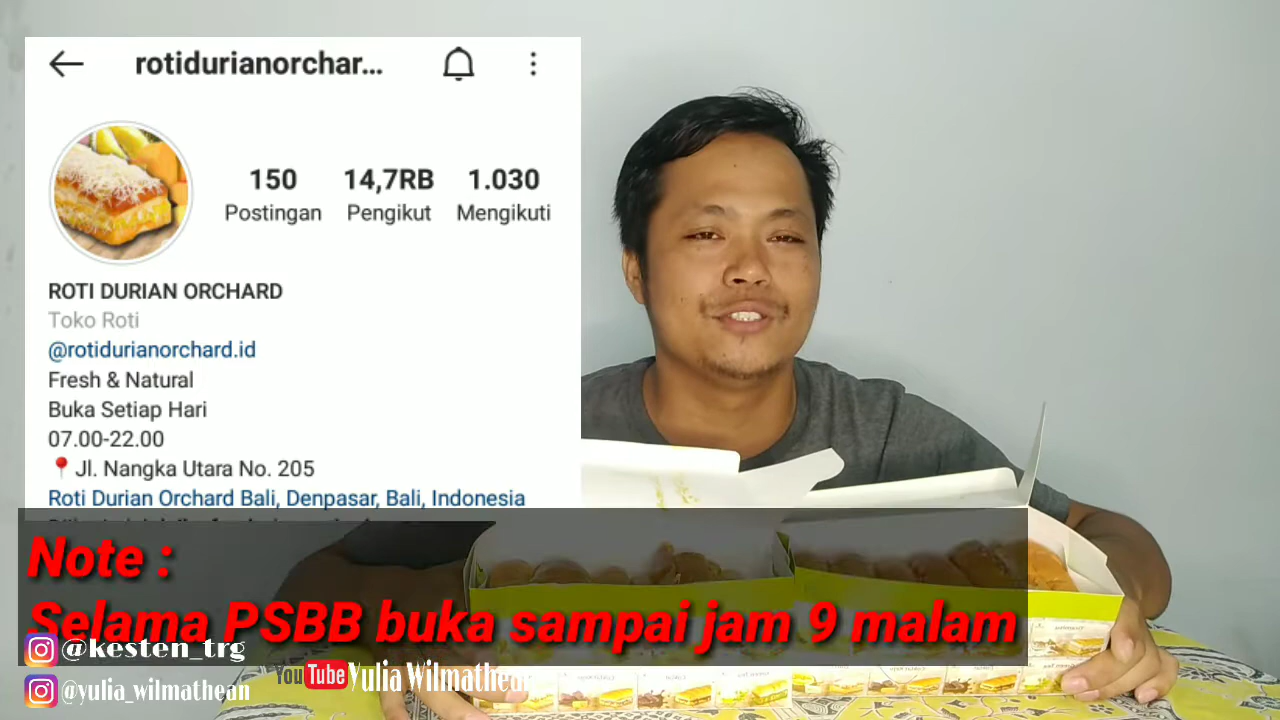 rotidurianorchar...
150 14,7RB 1.030
Postingan Pengikut Mengikuti
ROTI DURIAN ORCHARD
Toko Roti
@rotidurianorchard.id
Fresh & Natural
Buka Setiap Hari
07.00-22.00
Jl. Nangka Utara No. 205
Roti Durian Orchard Bali, Denpasar, Bali, Indonesia
Note :
Selama PSBB buka sampai jam 9 malam
@kesten_trg
YouTube Yulia Wilmathean
@yulia_wilmathean